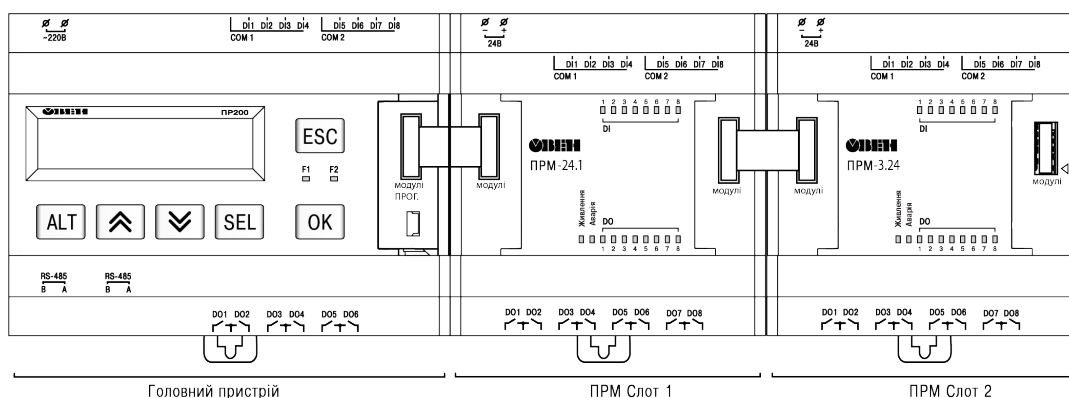 ~220В
DI1 DI2 DI3 DI4
COM 1
DI5 DI6 DI7 DI8
COM 2
ОВЕН
ПР200
ESC
F1 F2
ALT
SEL
OK
модулі
ПРОГ.
RS-485
B A
RS-485
B A
DO1 DO2 DO3 DO4 DO5 DO6
Головний пристрій
- +
24В
DI1 DI2 DI3 DI4
COM 1
DI5 DI6 DI7 DI8
COM 2
1 2 3 4 5 6 7 8
DI
модулі
ОВЕН
ПРМ-24.1
модулі
Живлення
Аварія
DO
1 2 3 4 5 6 7 8
DO1 DO2 DO3 DO4 DO5 DO6 DO7 DO8
ПРМ Слот 1
- +
24В
DI1 DI2 DI3 DI4
COM 1
DI5 DI6 DI7 DI8
COM 2
1 2 3 4 5 6 7 8
DI
модулі
ОВЕН
ПРМ-3.24
модулі
Живлення
Аварія
DO
1 2 3 4 5 6 7 8
DO1 DO2 DO3 DO4 DO5 DO6 DO7 DO8
ПРМ Слот 2